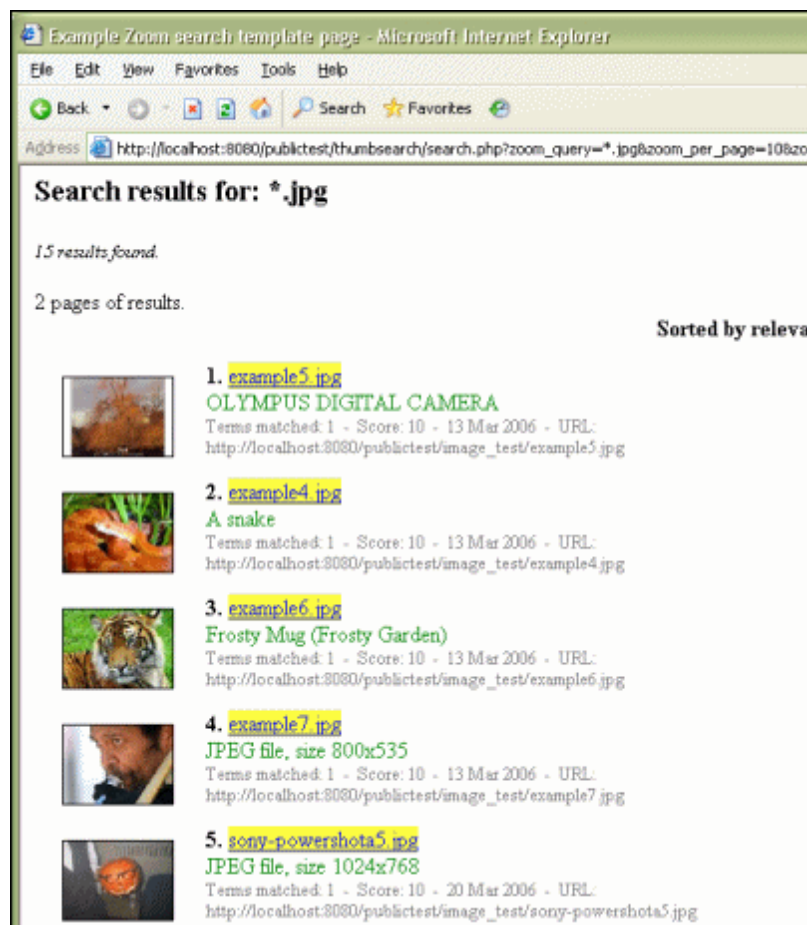 Example Zoom search template page - Microsoft Internet Explorer
File Edit View Favorites Tools Help
Back Search Favorites
Address http://localhost:8080/publictest/thumbsearch/search.php?zoom_query=*.jpg&zoom_per_page=10&zo
Search results for: *.jpg
15 results found.
2 pages of results.
Sorted by releva
1. example5.jpg
OLYMPUS DIGITAL CAMERA
Terms matched: 1 - Score: 10 - 13 Mar 2006 - URL:
http://localhost:8080/publictest/image_test/example5.jpg
2. example4.jpg
A snake
Terms matched: 1 - Score: 10 - 13 Mar 2006 - URL:
http://localhost:8080/publictest/image_test/example4.jpg
3. example6.jpg
Frosty Mug (Frosty Garden)
Terms matched: 1 - Score: 10 - 13 Mar 2006 - URL:
http://localhost:8080/publictest/image_test/example6.jpg
4. example7.jpg
JPEG file, size 800x535
Terms matched: 1 - Score: 10 - 13 Mar 2006 - URL:
http://localhost:8080/publictest/image_test/example7.jpg
5. sony-powershota5.jpg
JPEG file, size 1024x768
Terms matched: 1 - Score: 10 - 20 Mar 2006 - URL:
http://localhost:8080/publictest/image_test/sony-powershota5.jpg